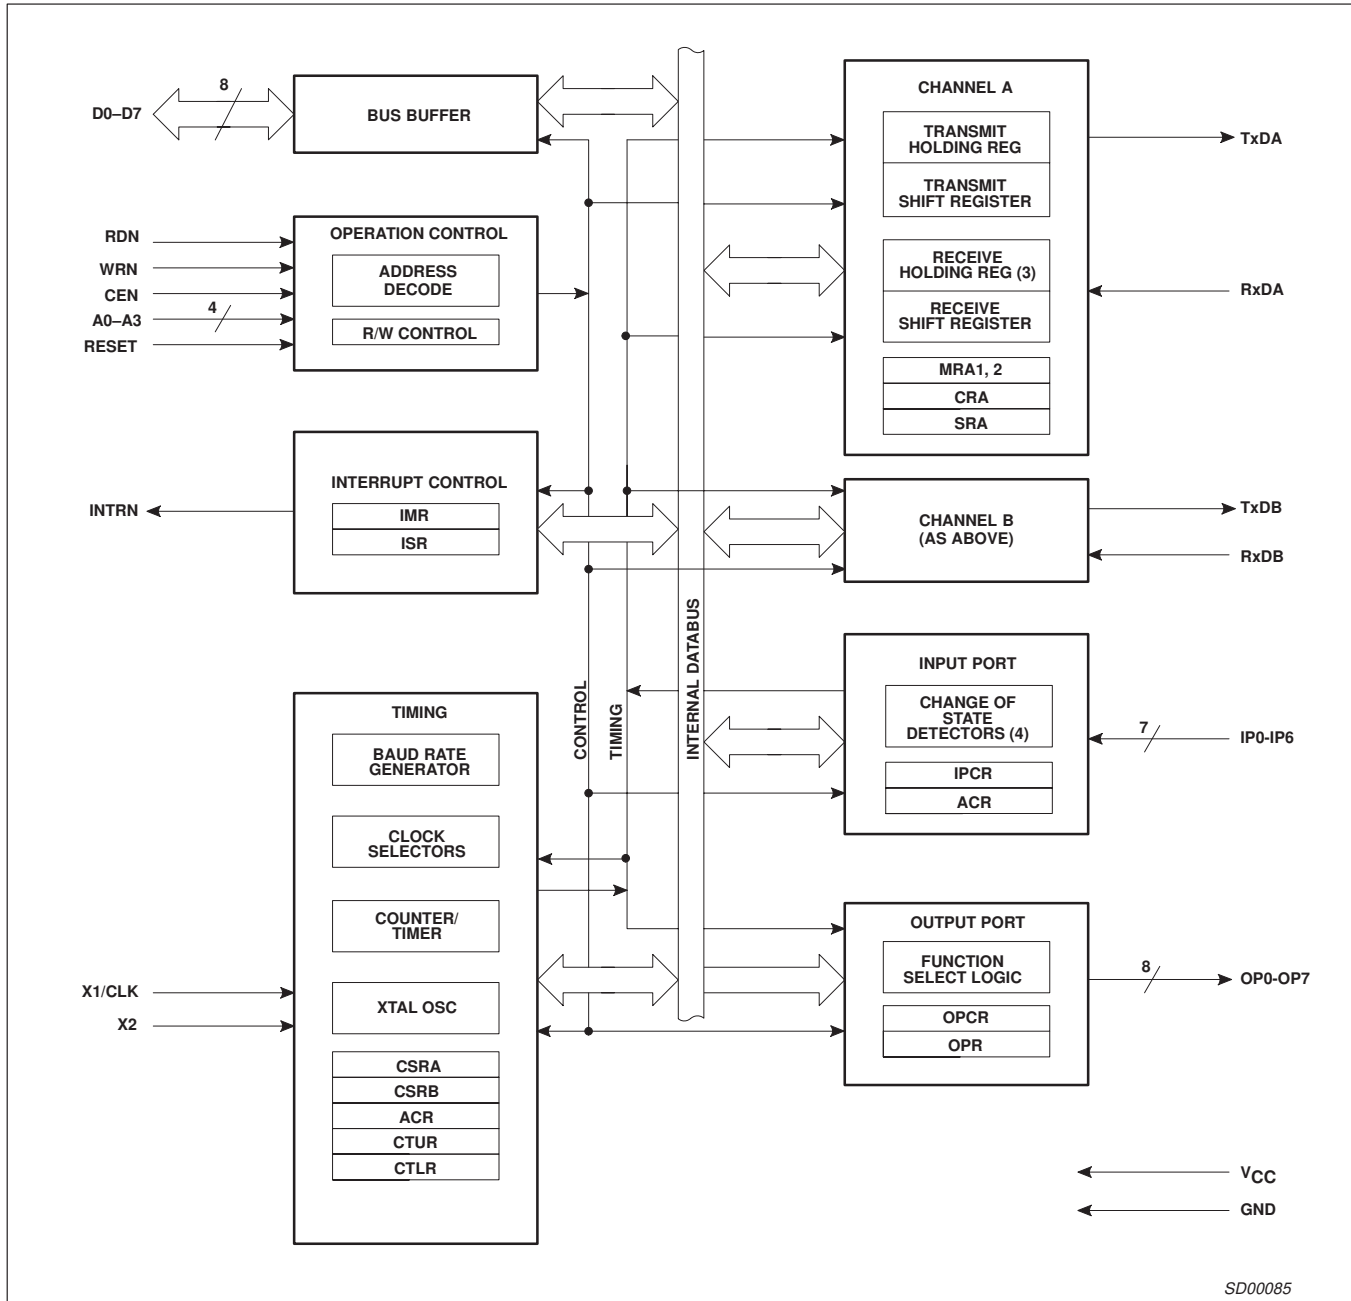 D0–D7
8
BUS BUFFER
RDN
WRN
CEN
A0–A3
4
RESET
OPERATION CONTROL
ADDRESS
DECODE
R/W CONTROL
INTRN
INTERRUPT CONTROL
IMR
ISR
TIMING
BAUD RATE
GENERATOR
CLOCK
SELECTORS
COUNTER/
TIMER
X1/CLK
X2
XTAL OSC
CSRA
CSRB
ACR
CTUR
CTLR
CONTROL
TIMING
INTERNAL DATABUS
CHANNEL A
TRANSMIT
HOLDING REG
TRANSMIT
SHIFT REGISTER
RECEIVE
HOLDING REG (3)
RECEIVE
SHIFT REGISTER
MRA1, 2
CRA
SRA
TxDA
RxDA
CHANNEL B
(AS ABOVE)
TxDB
RxDB
INPUT PORT
CHANGE OF
STATE
DETECTORS (4)
IPCR
ACR
7
IP0-IP6
OUTPUT PORT
FUNCTION
SELECT LOGIC
OPCR
OPR
8
OP0-OP7
VCC
GND
SD00085